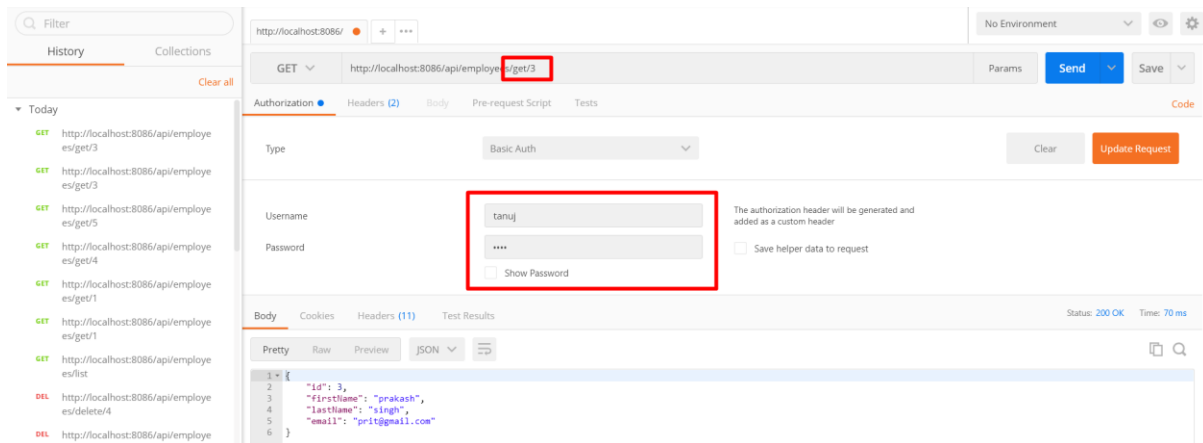 Filter
History Collections
Clear all
Today
GET http://localhost:8086/api/employe
es/get/3
GET http://localhost:8086/api/employe
es/get/3
GET http://localhost:8086/api/employe
es/get/5
GET http://localhost:8086/api/employe
es/get/4
GET http://localhost:8086/api/employe
es/get/1
GET http://localhost:8086/api/employe
es/get/1
GET http://localhost:8086/api/employe
es/list
DEL http://localhost:8086/api/employe
es/delete/4
DEL http://localhost:8086/api/employe
http://localhost:8086/
No Environment
GET http://localhost:8086/api/employees/get/3 Params Send Save
Authorization Headers (2) Body Pre-request Script Tests Code
Type Basic Auth Clear Update Request
Username tanuj
The authorization header will be generated and
added as a custom header
Password ••••
Save helper data to request
Show Password
Body Cookies Headers (11) Test Results Status: 200 OK Time: 70 ms
Pretty Raw Preview JSON
1 {
2 "id": 3,
3 "firstName": "prakash",
4 "lastName": "singh",
5 "email": "prit@gmail.com"
6 }